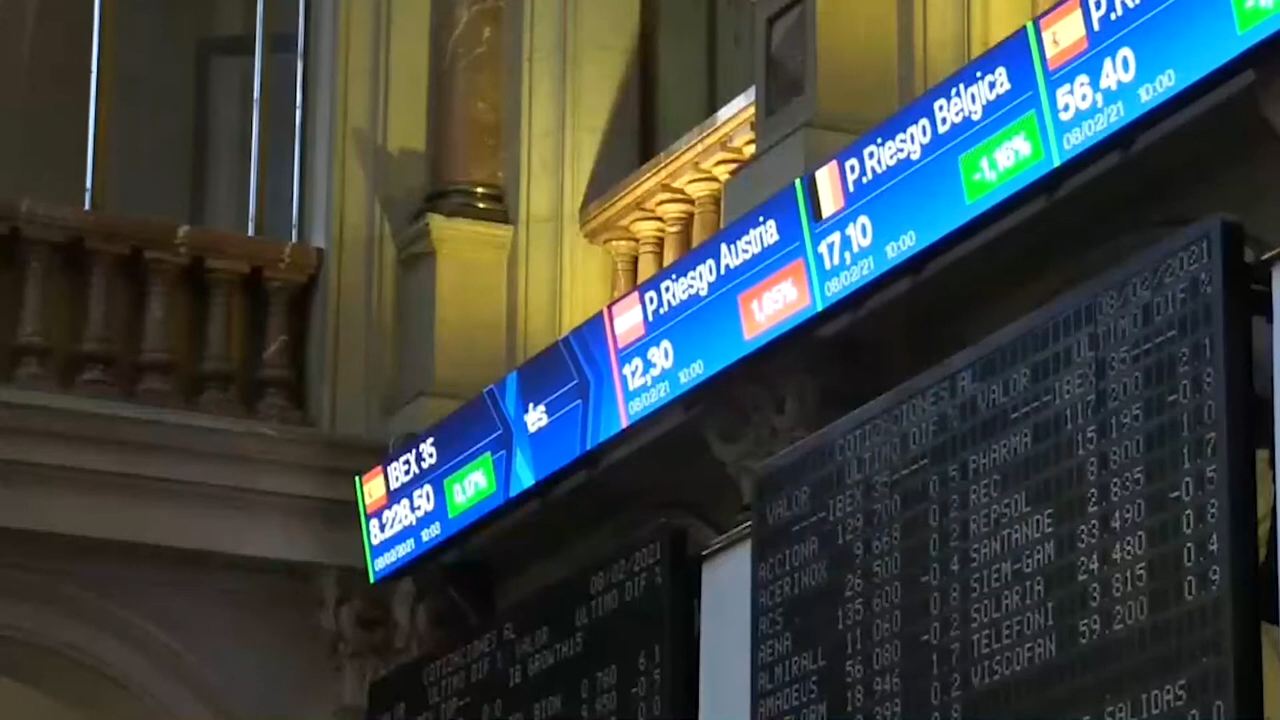 IBEX 35
8.228,50
0,17%
08/02/2021 10:03
és
P.Riesgo Austria
12,30
1,65%
08/02/21 10:00
P.Riesgo Bélgica
17,10
-1,16%
08/02/21 10:00
56,40
08/02/21 10:00
08/02/2021
COTIZACIONES AL
VALOR ULTIMO DIF % VALOR ULTIMO DIF %
----IBEX 35---- ----IBEX 35----
ACCIONA 129.700 0.5 PHARMA 117.200 2.1
ACERINOX 9.668 0.2 REC 15.195 -0.8
ACS 26.500 0.2 REPSOL 8.800 1.0
AENA 135.600 -0.4 SANTANDE 2.835 1.7
ALMIRALL 11.060 0.8 SIEM-GAM 33.490 -0.5
AMADEUS 56.080 -0.2 SOLARIA 24.480 0.8
18.946 1.7 TELEFONI 3.815 0.4
0.2 VISCOFAN 59.200 0.9
08/02/2021
COTIZACIONES AL
ULTIMO DIF % VALOR ULTIMO DIF %
IB GROWTH15
0.760 6.1
0.0 -0.5
0.0